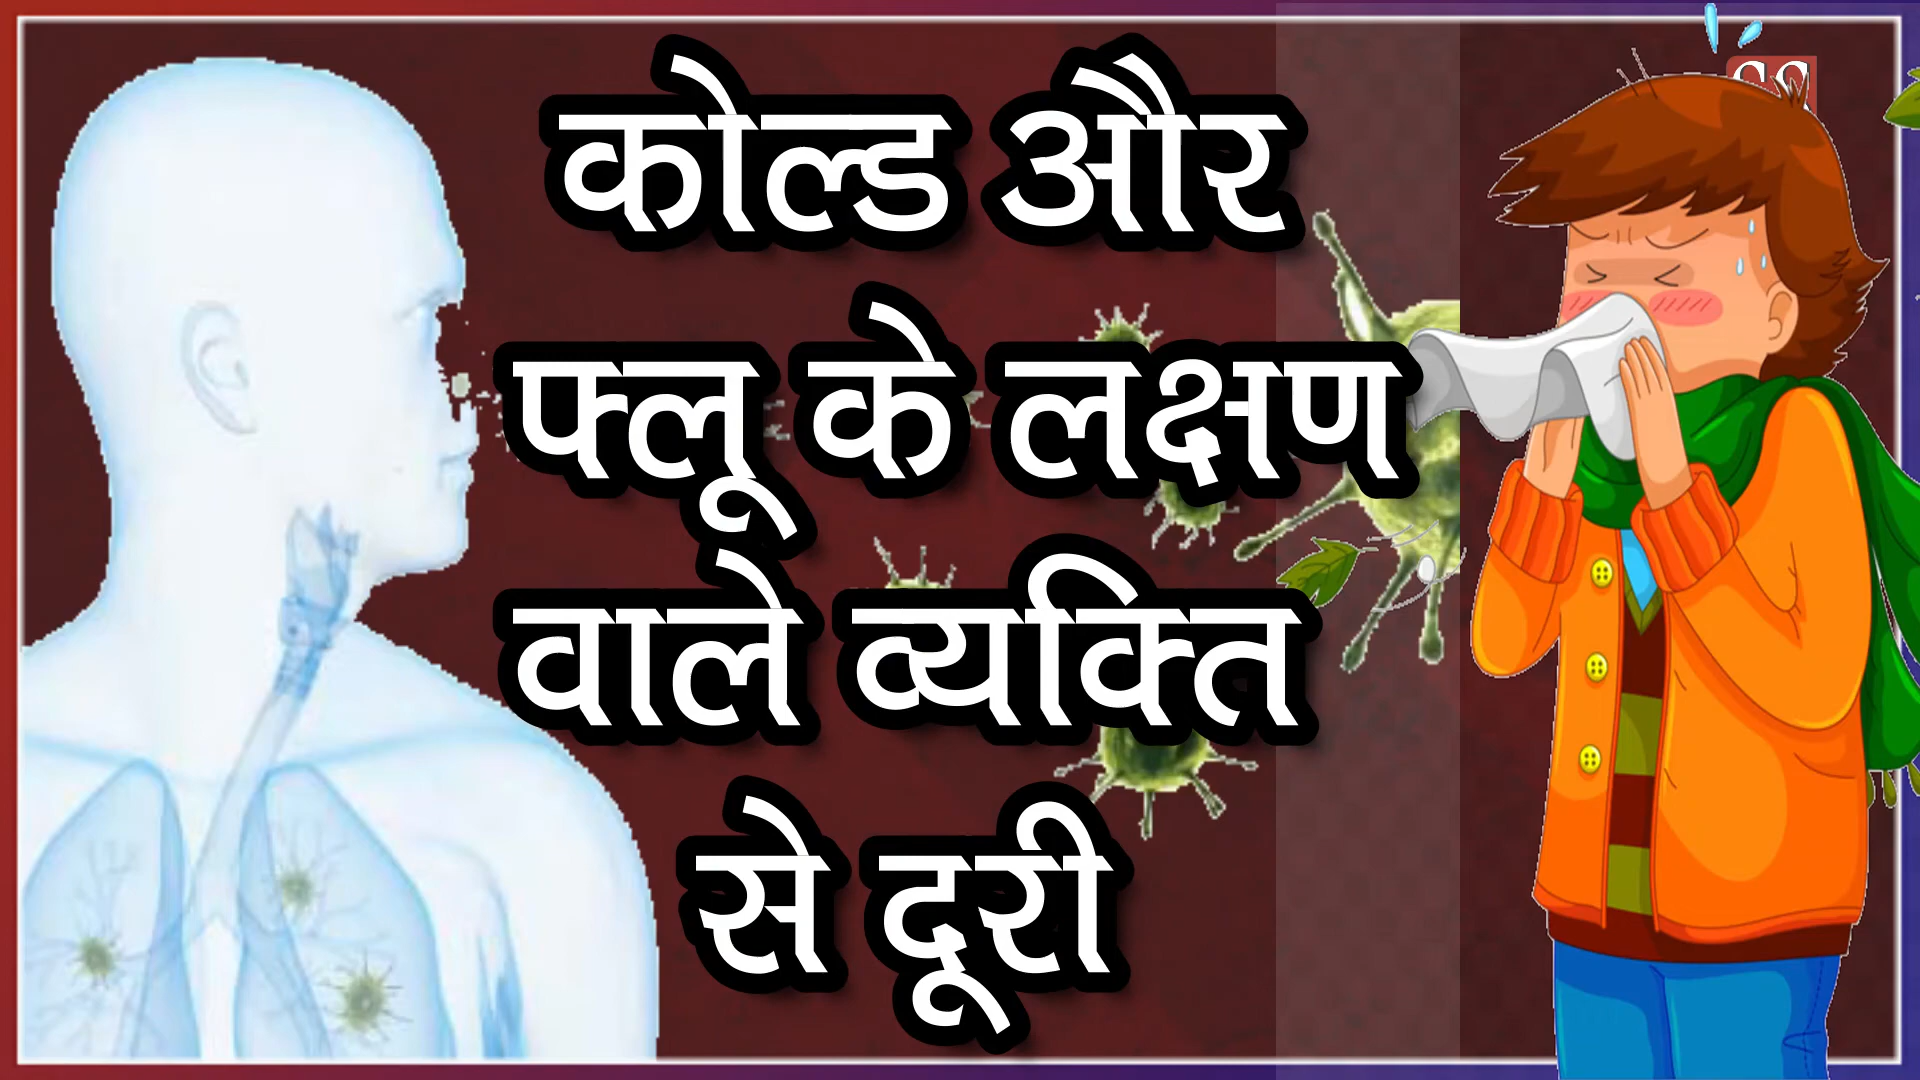 कोल्ड और
फ्लू के लक्षण
वाले व्यक्ति
से दूरी